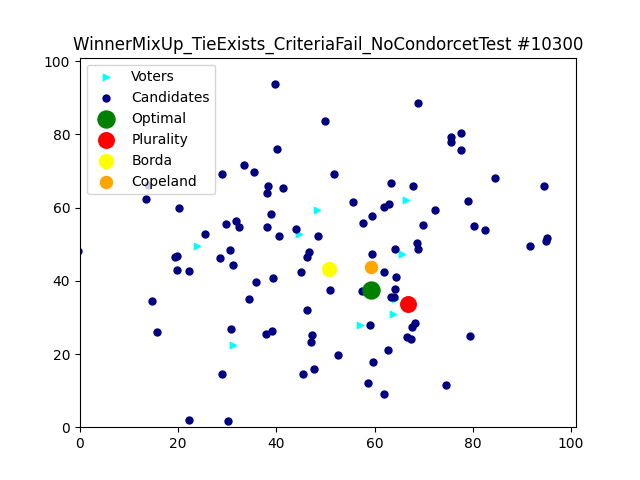 WinnerMixUp_TieExists_CriteriaFail_NoCondorcetTest #10300
100
80
60
40
20
0
0 20 40 60 80 100
Voters
Candidates
Optimal
Plurality
Borda
Copeland